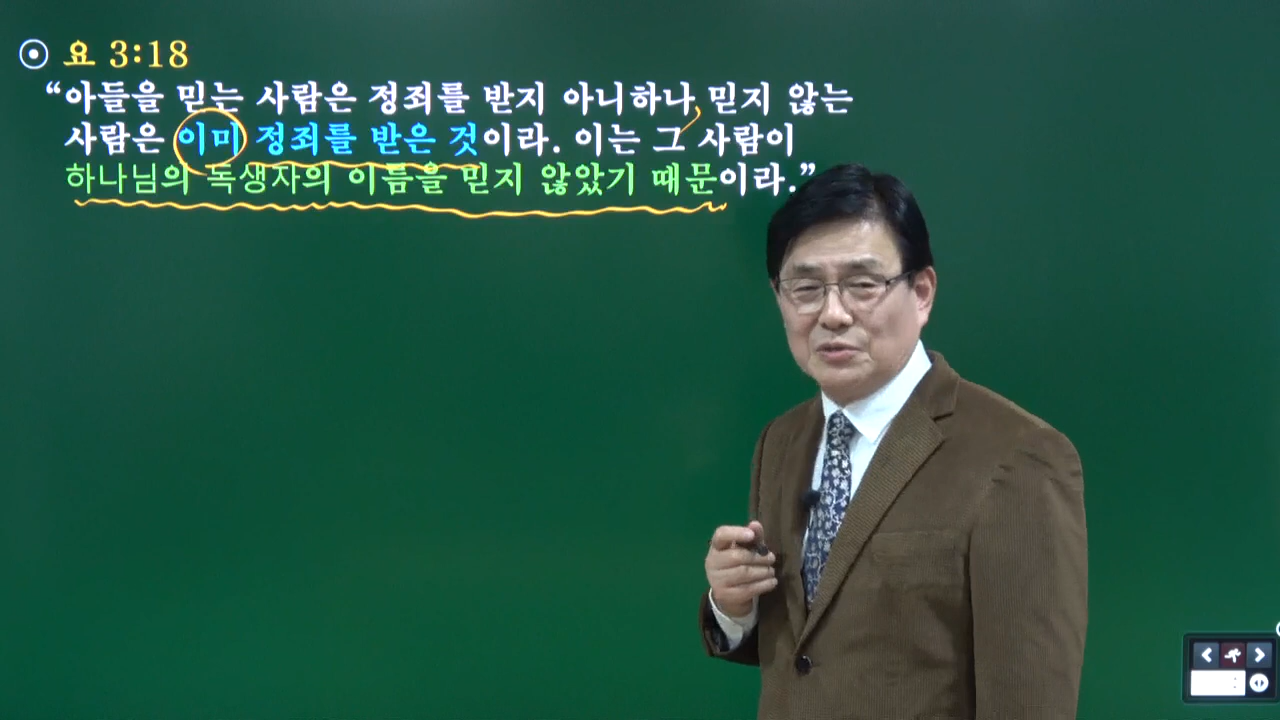 ⊙ 요 3:18
“아들을 믿는 사람은 정죄를 받지 아니하나 믿지 않는
사람은 이미 정죄를 받은 것이라. 이는 그 사람이
하나님의 독생자의 이름을 믿지 않았기 때문이라.”